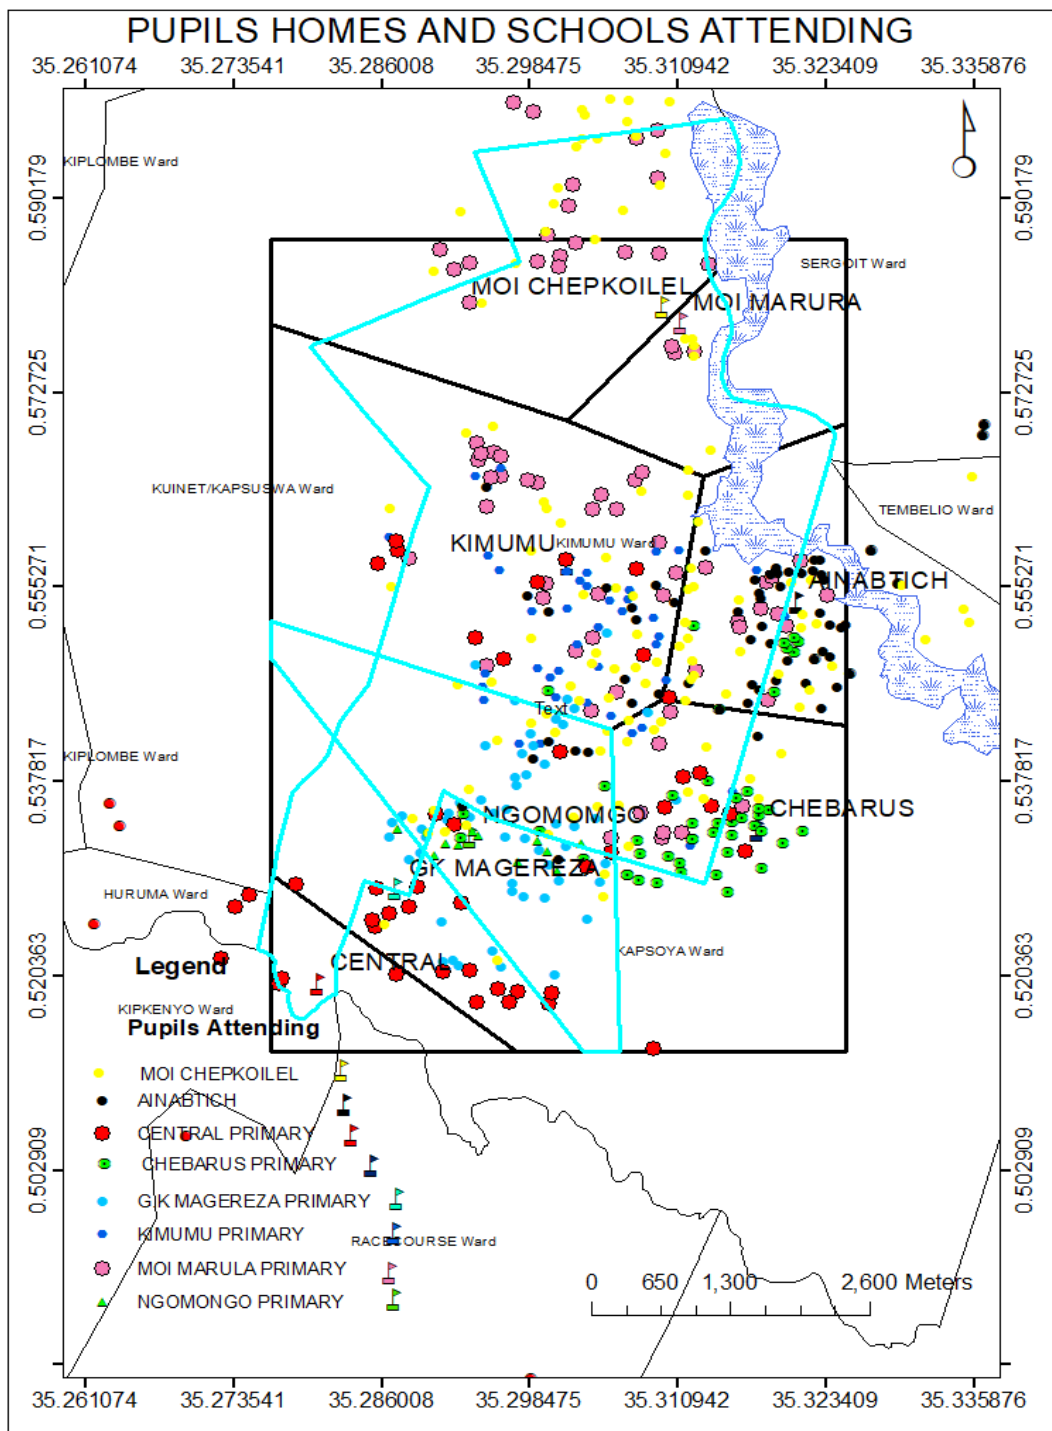 PUPILS HOMES AND SCHOOLS ATTENDING
35.261074 35.273541 35.286008 35.298475 35.310942 35.323409 35.335876
KIPLOMBE Ward
0.590179 0.590179
SERGOIT Ward
MOI CHEPKOILEL
MOI MARURA
0.572725 0.572725
KUINET/KAPSUSWA Ward
TEMBELIO Ward
KIMUMU
KIMUMU Ward
0.555271 0.555271
AINABTICH
Text
KIPLOMBE Ward
0.537817 0.537817
NGOMOMGO
CHEBARUS
GK MAGEREZA
HURUMA Ward
KAPSOYA Ward
CENTRAL
Legend
0.520363 0.520363
KIPKENYO Ward
Pupils Attending
MOI CHEPKOILEL
AINABTICH
CENTRAL PRIMARY
CHEBARUS PRIMARY
0.502909 0.502909
GK MAGEREZA PRIMARY
KIMUMU PRIMARY
RACECOURSE Ward
MOI MARULA PRIMARY
NGOMONGO PRIMARY
0 650 1,300 2,600 Meters
35.261074 35.273541 35.286008 35.298475 35.310942 35.323409 35.335876